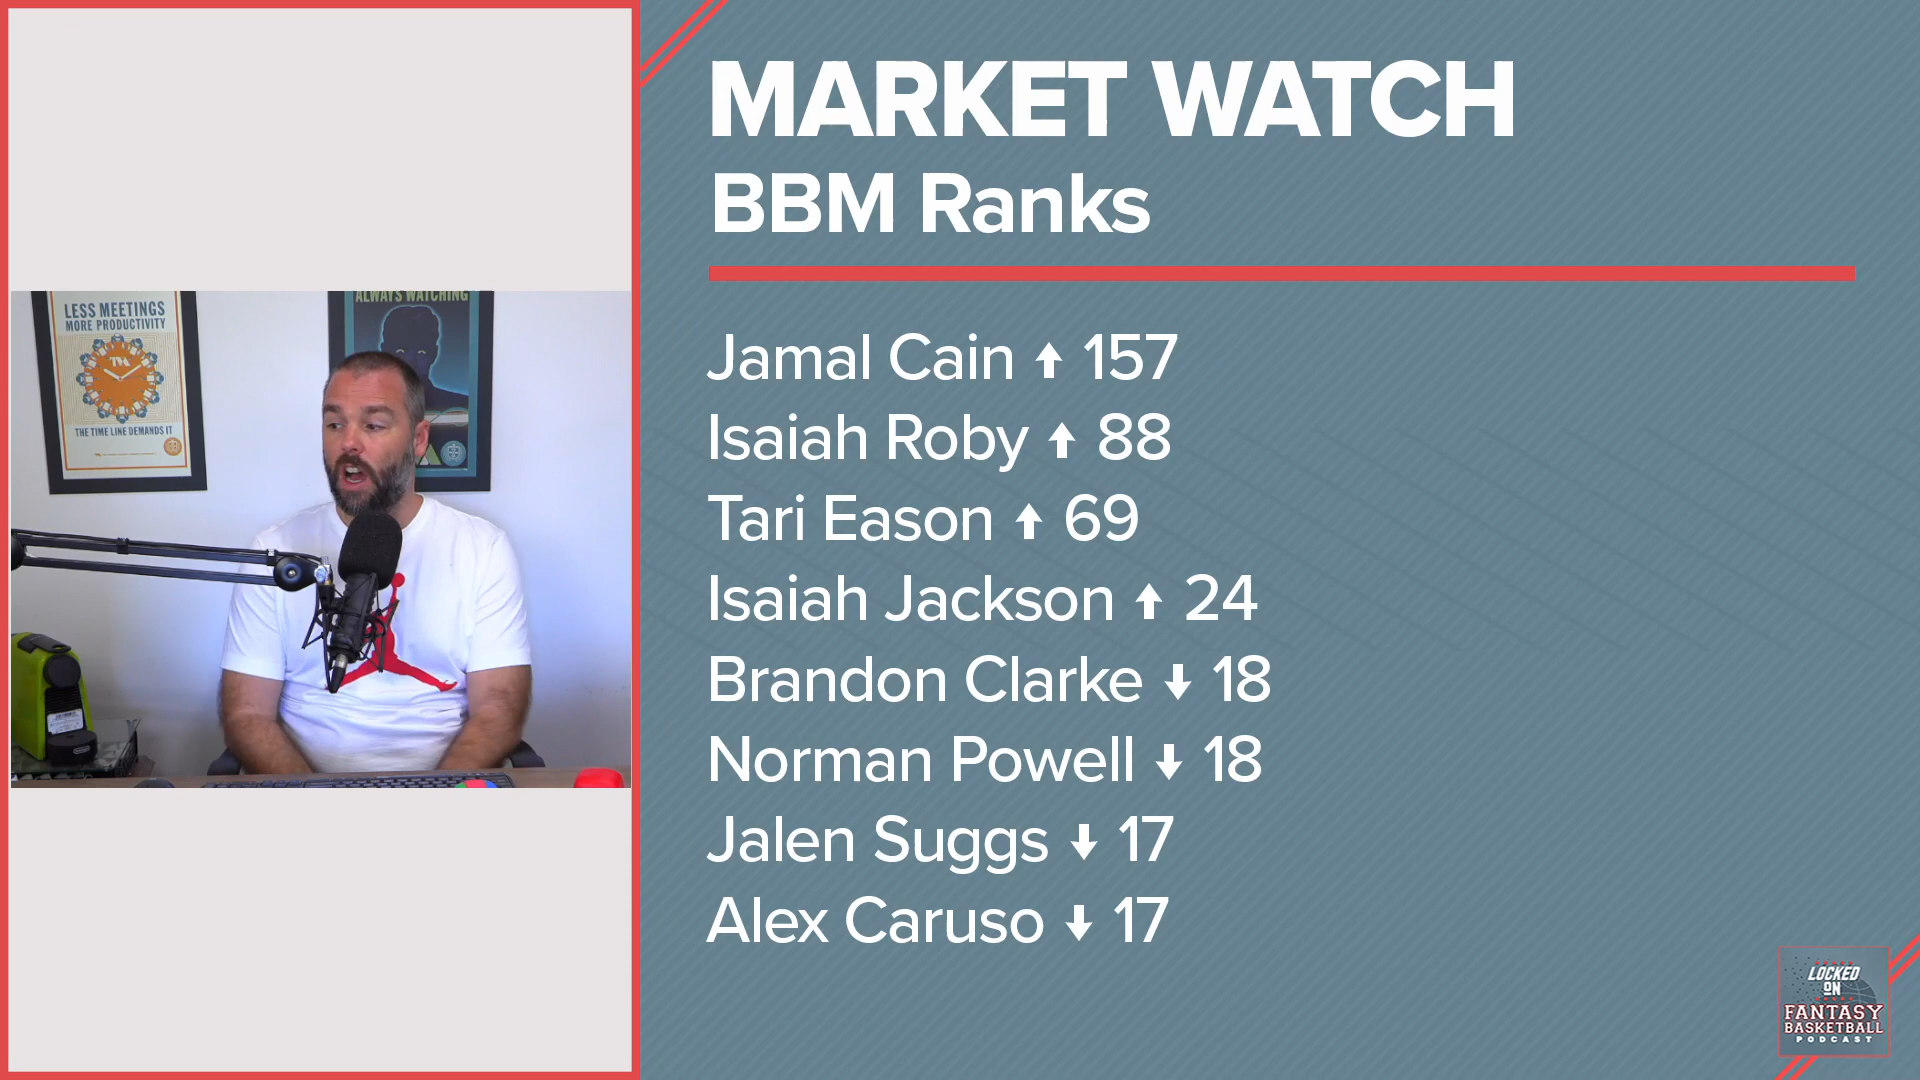 MARKET WATCH
BBM Ranks
Jamal Cain ⬆ 157
Isaiah Roby ⬆ 88
Tari Eason ⬆ 69
Isaiah Jackson ⬆ 24
Brandon Clarke ⬇ 18
Norman Powell ⬇ 18
Jalen Suggs ⬇ 17
Alex Caruso ⬇ 17
LESS MEETINGS
MORE PRODUCTIVITY
TVA
THE TIME LINE DEMANDS IT
ALWAYS WATCHING
LOCKED
ON
FANTASY
BASKETBALL
PODCAST